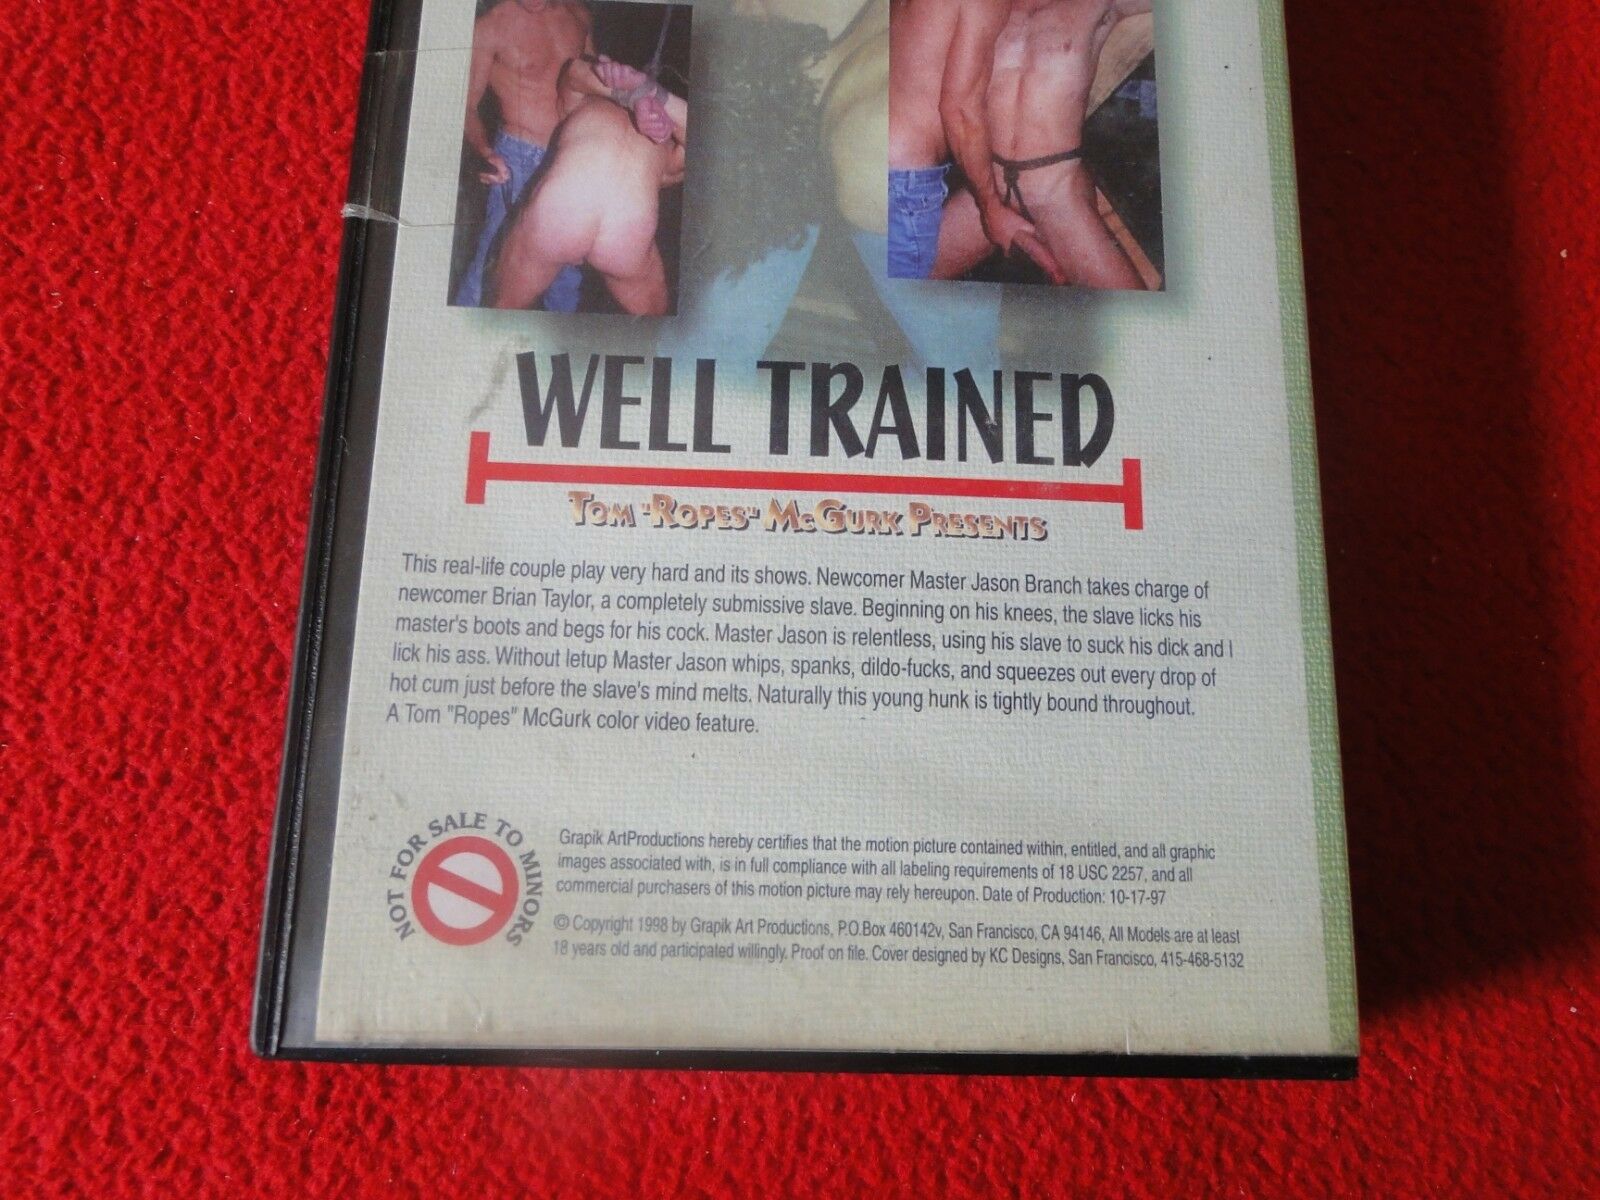 WELL TRAINED
Tom "Ropes" McGurk Presents
This real-life couple play very hard and its shows. Newcomer Master Jason Branch takes charge of
newcomer Brian Taylor, a completely submissive slave. Beginning on his knees, the slave licks his
master's boots and begs for his cock. Master Jason is relentless, using his slave to suck his dick and l
lick his ass. Without letup Master Jason whips, spanks, dildo-fucks, and squeezes out every drop of
hot cum just before the slave's mind melts. Naturally this young hunk is tightly bound throughout.
A Tom "Ropes" McGurk color video feature.
NOT FOR SALE TO MINORS
Grapik ArtProductions hereby certifies that the motion picture contained within, entitled, and all graphic
images associated with, is in full compliance with all labeling requirements of 18 USC 2257, and all
commercial purchasers of this motion picture may rely hereupon. Date of Production: 10-17-97
© Copyright 1998 by Grapik Art Productions, P.O.Box 460142v, San Francisco, CA 94146, All Models are at least
18 years old and participated willingly. Proof on file. Cover designed by KC Designs, San Francisco, 415-468-5132